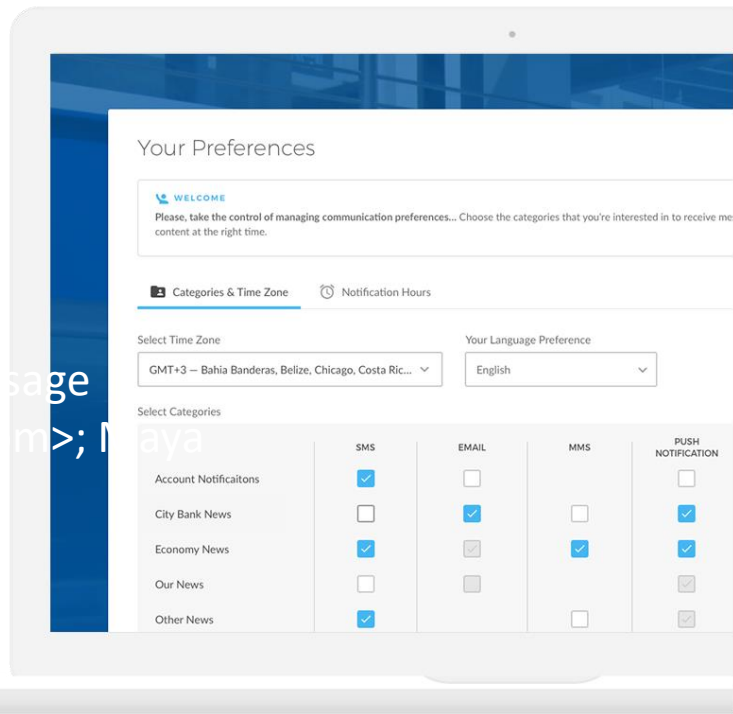 Your Preferences
WELCOME
Please, take the control of managing communication preferences... Choose the categories that you're interested in to receive me
content at the right time.
Categories & Time Zone
Notification Hours
Select Time Zone
Your Language Preference
GMT+3 — Bahia Banderas, Belize, Chicago, Costa Ric...
English
sage
m>; Maya
Select Categories
SMS
EMAIL
MMS
PUSH
NOTIFICATION
Account Notificaitons
City Bank News
Economy News
Our News
Other News